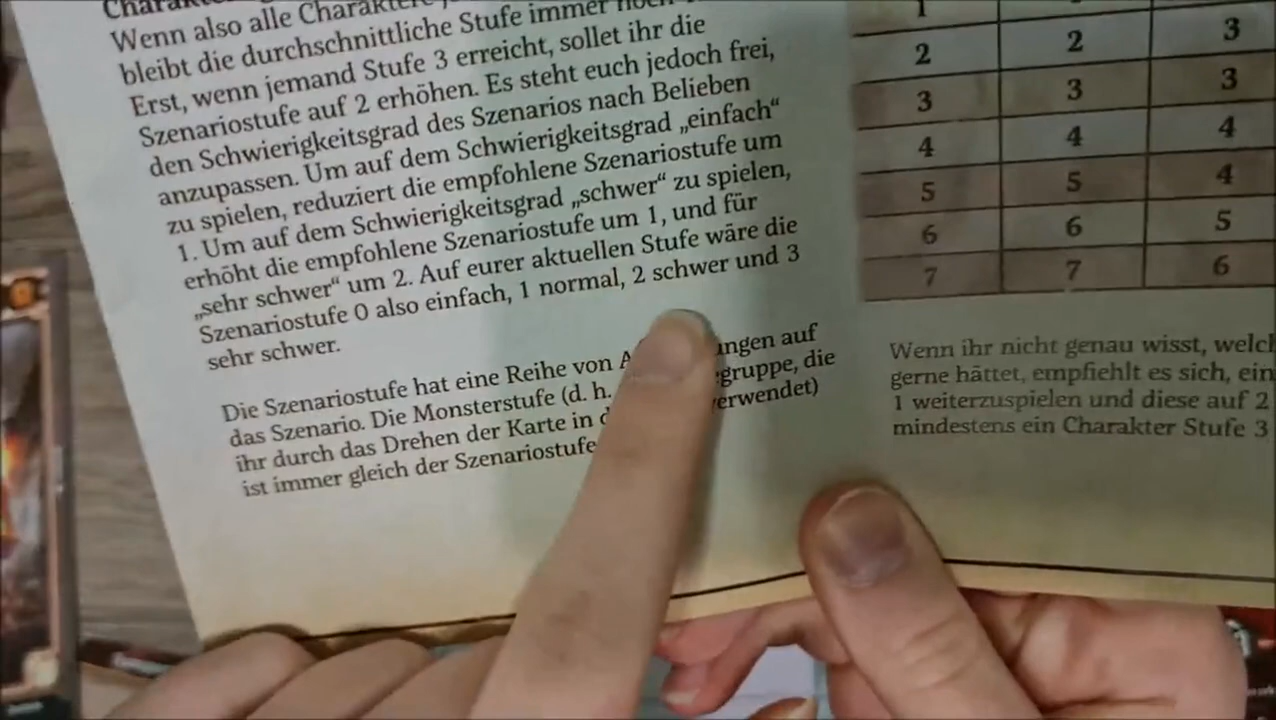 Wenn also alle
bleibt die durchschnittliche Stufe immer
Erst, wenn jemand Stufe 3 erreicht, sollet ihr die
Szenariostufe auf 2 erhöhen. Es steht euch jedoch frei,
den Schwierigkeitsgrad des Szenarios nach Belieben
anzupassen. Um auf dem Schwierigkeitsgrad „einfach“
zu spielen, reduziert die empfohlene Szenariostufe um
1. Um auf dem Schwierigkeitsgrad „schwer“ zu spielen,
erhöht die empfohlene Szenariostufe um 1, und für
„sehr schwer“ um 2. Auf eurer aktuellen Stufe wäre die
Szenariostufe 0 also einfach, 1 normal, 2 schwer und 3
sehr schwer.
Die Szenariostufe hat eine Reihe von auf
das Szenario. Die Monsterstufe (d. h. die
ihr durch das Drehen der Karte in verwendet)
ist immer gleich der Szenariostufe
2 2 3
3 3 3
4 4 4
5 5 4
6 6 5
7 7 6
Wenn ihr nicht genau wisst,
gerne hättet, empfiehlt es sich,
1 weiterzuspielen und diese auf 2
mindestens ein Charakter Stufe 3